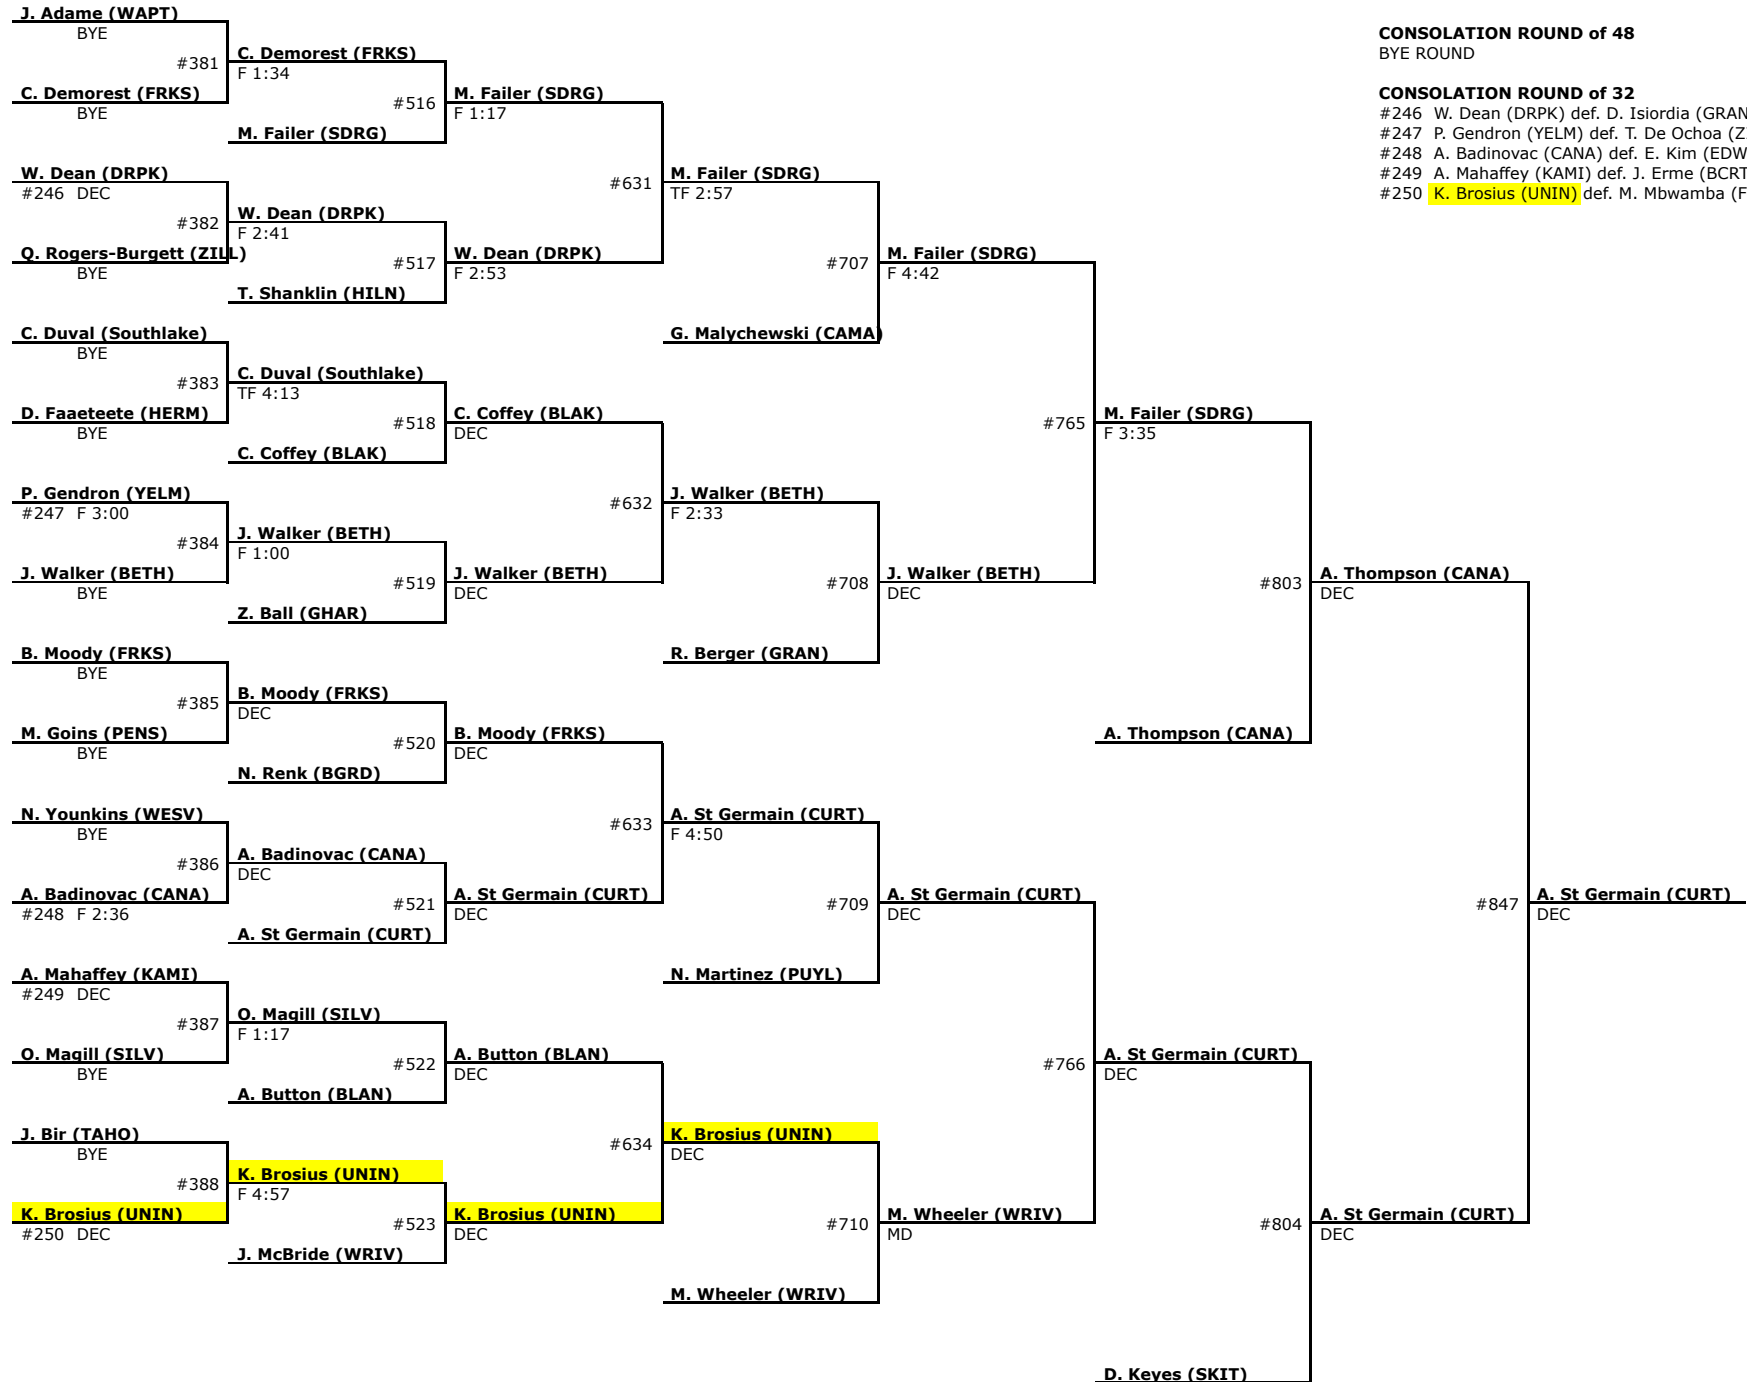 J. Adame (WAPT)
BYE
#381
C. Demorest (FRKS)
F 1:34
C. Demorest (FRKS)
BYE
#516
M. Failer (SDRG)
F 1:17
M. Failer (SDRG)
W. Dean (DRPK)
#246 DEC
#631
M. Failer (SDRG)
TF 2:57
#382
W. Dean (DRPK)
F 2:41
Q. Rogers-Burgett (ZILL)
BYE
#517
W. Dean (DRPK)
F 2:53
#707
M. Failer (SDRG)
F 4:42
T. Shanklin (HILN)
C. Duval (Southlake)
BYE
G. Malychewski (CAMA)
#383
C. Duval (Southlake)
TF 4:13
D. Faaeteete (HERM)
BYE
#518
C. Coffey (BLAK)
DEC
#765
M. Failer (SDRG)
F 3:35
C. Coffey (BLAK)
P. Gendron (YELM)
#247 F 3:00
#632
J. Walker (BETH)
F 2:33
#384
J. Walker (BETH)
F 1:00
J. Walker (BETH)
BYE
#519
J. Walker (BETH)
DEC
#708
J. Walker (BETH)
DEC
#803
A. Thompson (CANA)
DEC
Z. Ball (GHAR)
B. Moody (FRKS)
BYE
R. Berger (GRAN)
#385
B. Moody (FRKS)
DEC
M. Goins (PENS)
BYE
#520
B. Moody (FRKS)
DEC
A. Thompson (CANA)
N. Renk (BGRD)
N. Younkins (WESV)
BYE
#633
A. St Germain (CURT)
F 4:50
#386
A. Badinovac (CANA)
DEC
A. Badinovac (CANA)
#248 F 2:36
#521
A. St Germain (CURT)
DEC
#709
A. St Germain (CURT)
DEC
#847
A. St Germain (CURT)
DEC
A. St Germain (CURT)
A. Mahaffey (KAMI)
#249 DEC
N. Martinez (PUYL)
#387
O. Magill (SILV)
F 1:17
O. Magill (SILV)
BYE
#522
A. Button (BLAN)
DEC
#766
A. St Germain (CURT)
DEC
A. Button (BLAN)
J. Bir (TAHO)
BYE
#634
K. Brosius (UNIN)
DEC
#388
K. Brosius (UNIN)
F 4:57
K. Brosius (UNIN)
#250 DEC
#523
K. Brosius (UNIN)
DEC
#710
M. Wheeler (WRIV)
MD
#804
A. St Germain (CURT)
DEC
J. McBride (WRIV)
M. Wheeler (WRIV)
D. Keyes (SKIT)
CONSOLATION ROUND of 48
BYE ROUND
CONSOLATION ROUND of 32
#246 W. Dean (DRPK) def. D. Isiordia (GRAN
#247 P. Gendron (YELM) def. T. De Ochoa (Z
#248 A. Badinovac (CANA) def. E. Kim (EDW
#249 A. Mahaffey (KAMI) def. J. Erme (BCRT
#250 K. Brosius (UNIN) def. M. Mbwamba (F